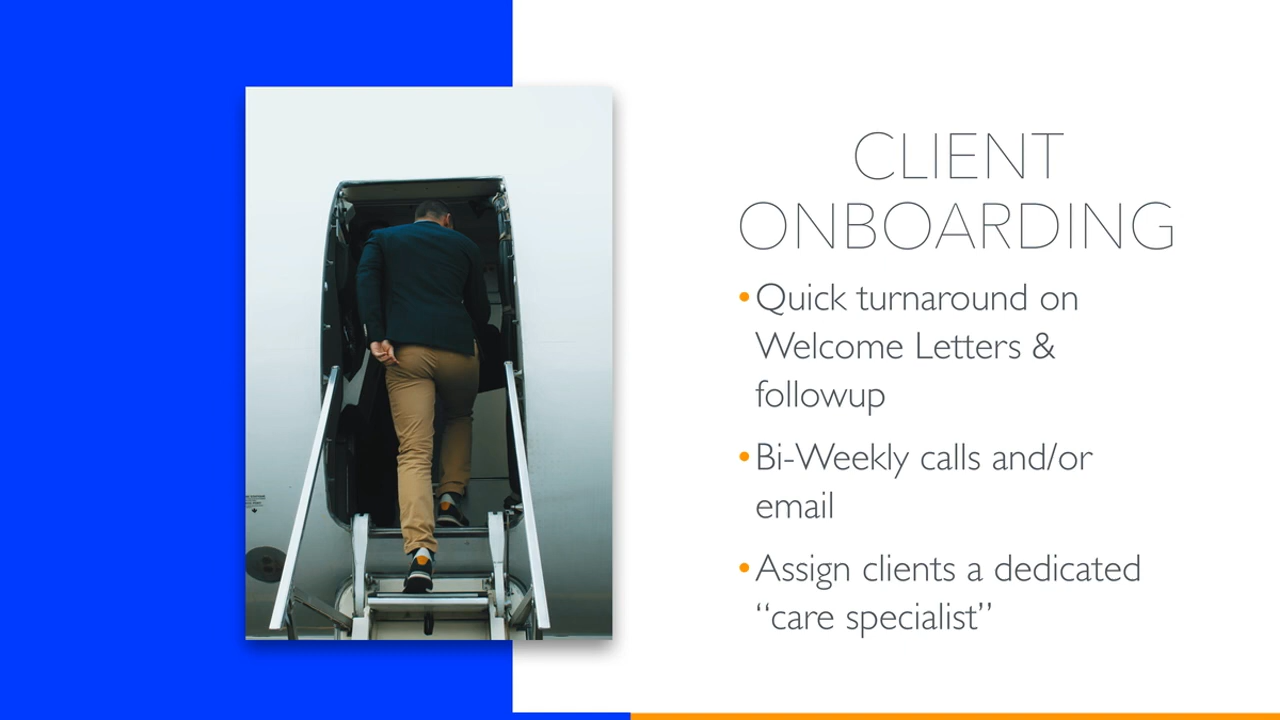 CLIENT
ONBOARDING
•Quick turnaround on
Welcome Letters &
followup
•Bi-Weekly calls and/or
email
•Assign clients a dedicated
“care specialist”